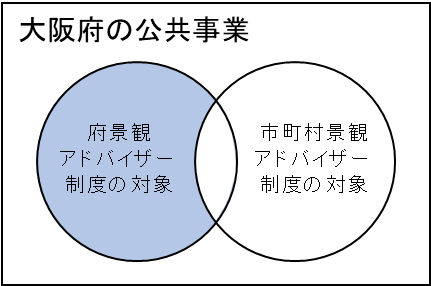 大阪府の公共事業
府景観
アドバイザー
制度の対象
市町村景観
アドバイザー
制度の対象